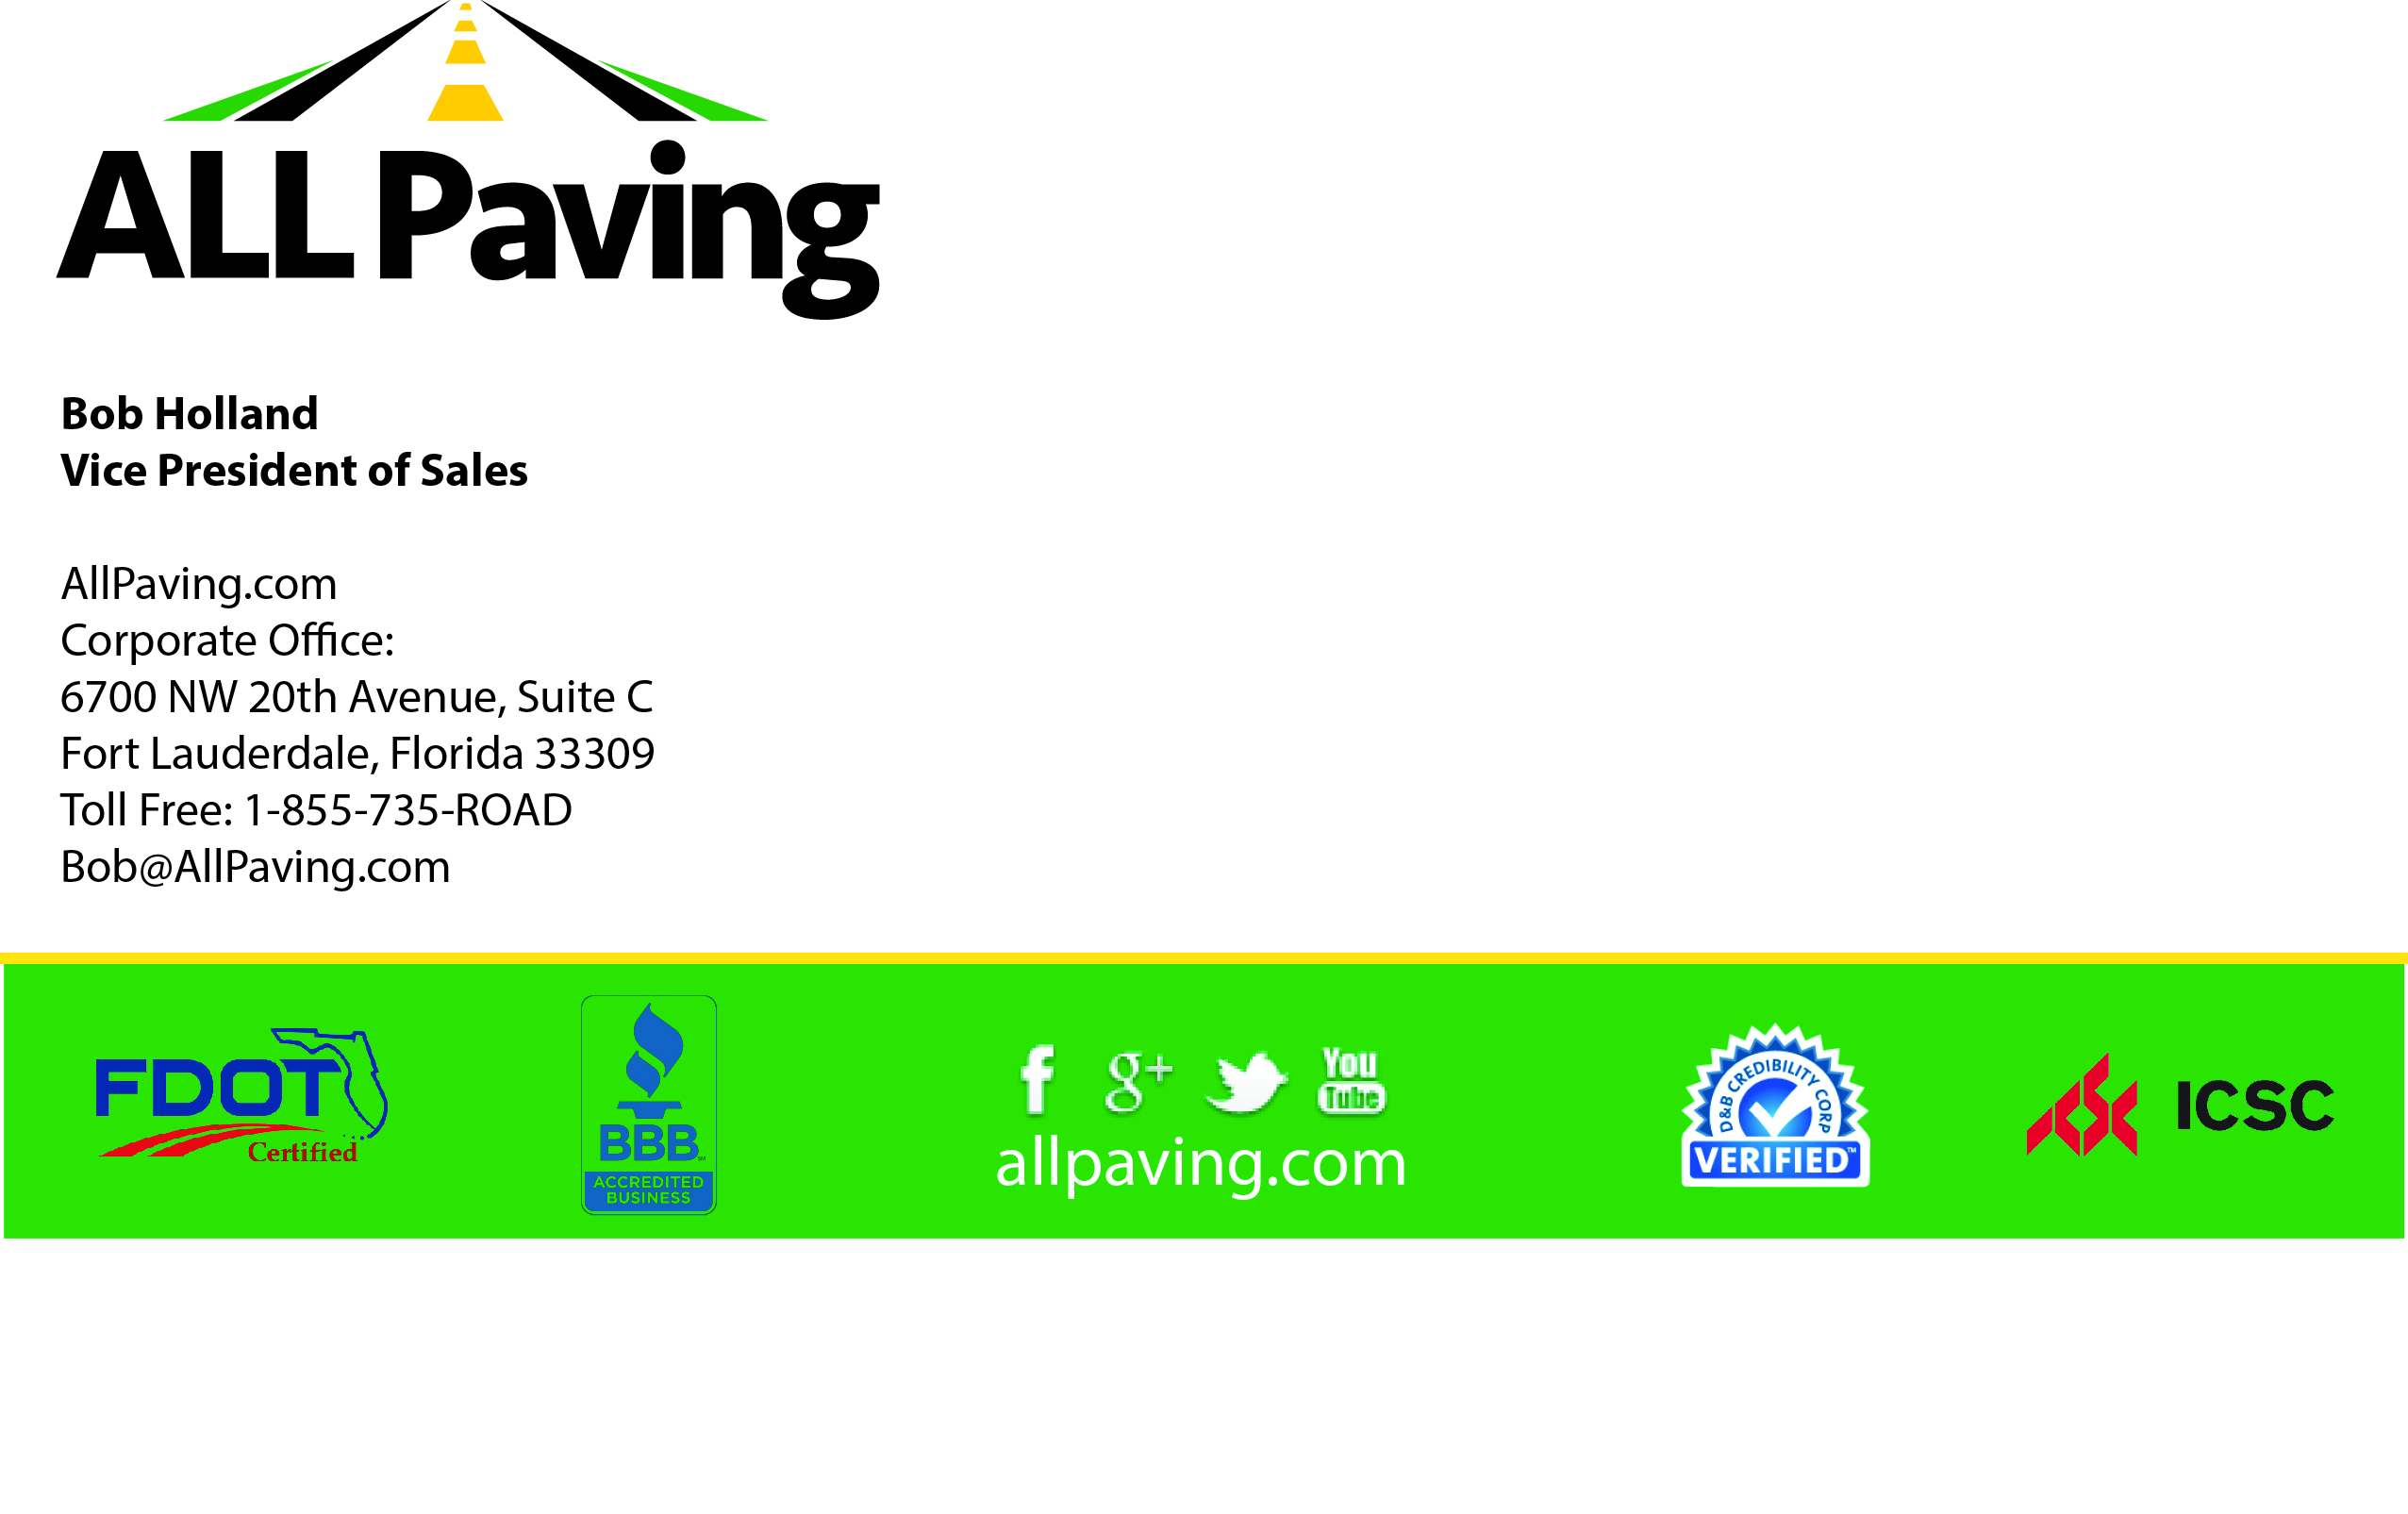 ALL Paving
Bob Holland
Vice President of Sales
AllPaving.com
Corporate Office:
6700 NW 20th Avenue, Suite C
Fort Lauderdale, Florida 33309
Toll Free: 1-855-735-ROAD
Bob@AllPaving.com
FDOT
Certified
BBB
ACCREDITED
BUSINESS
f g+ You
Tube
allpaving.com
D&B CREDIBILITY CORP
VERIFIED™
ICSC